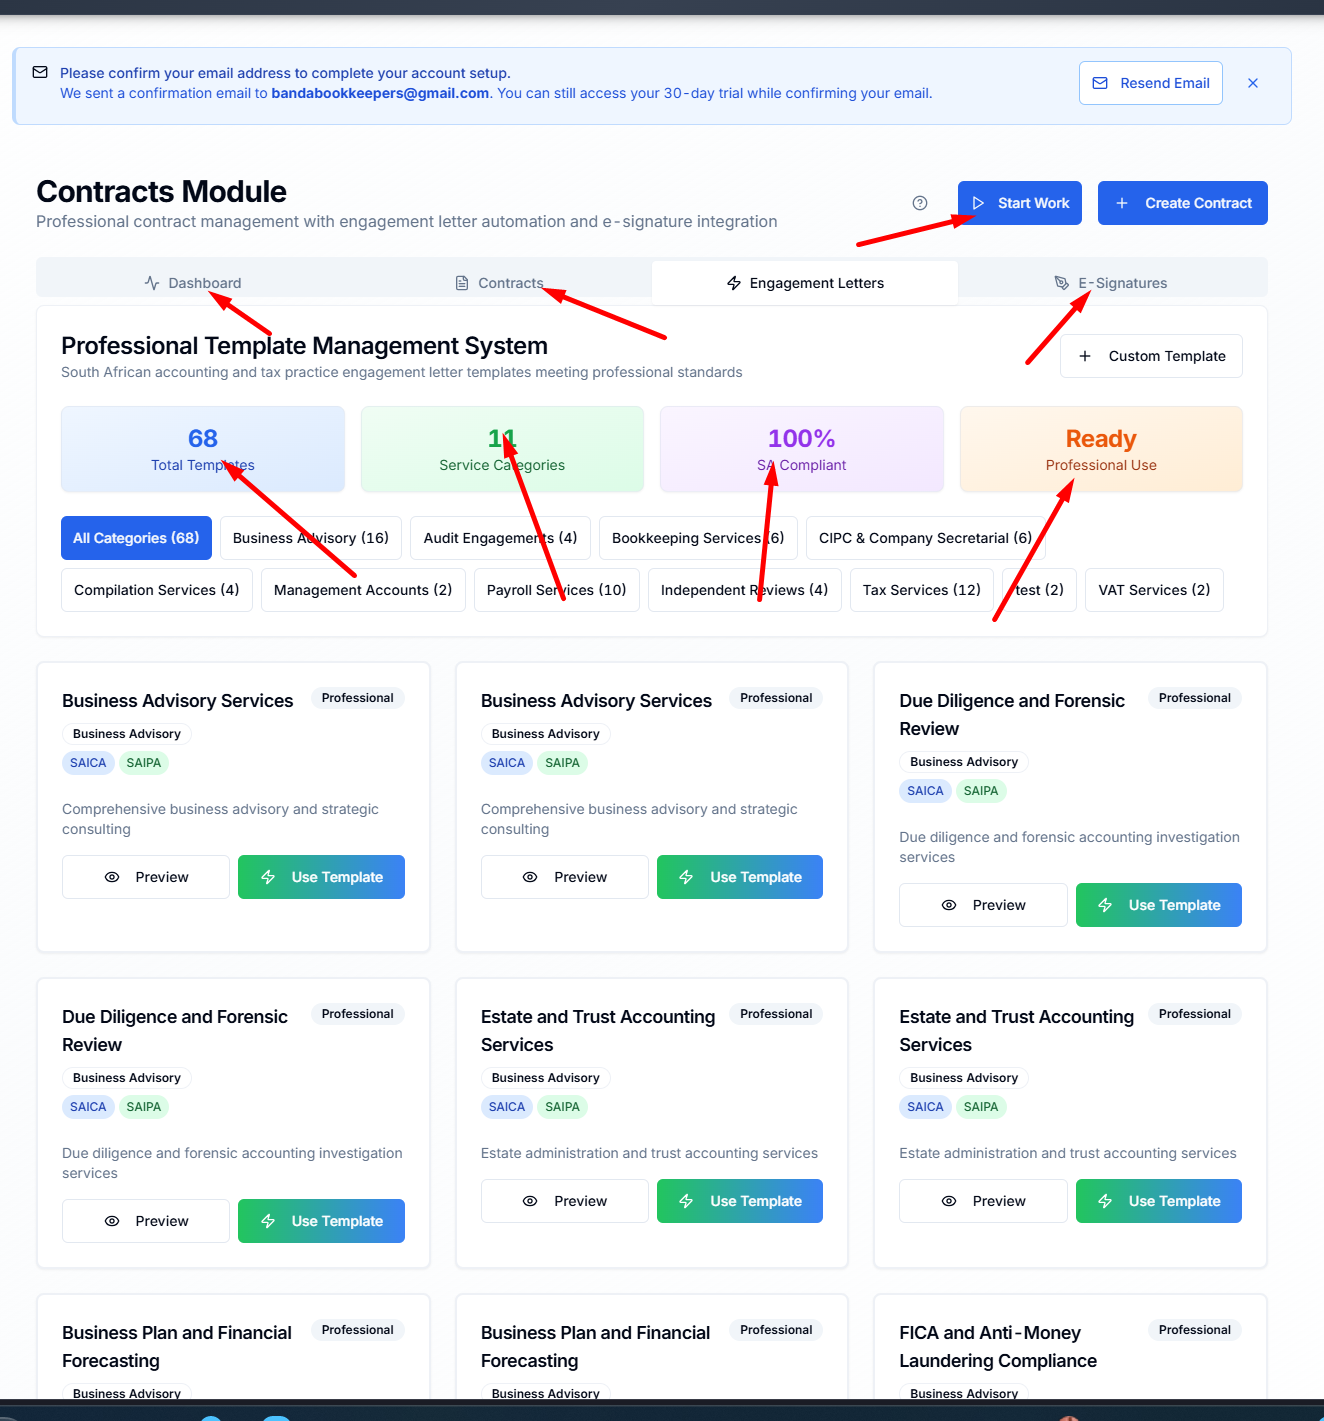 Please confirm your email address to complete your account setup.
We sent a confirmation email to bandabookkeepers@gmail.com. You can still access your 30-day trial while confirming your email.
Resend Email
Contracts Module
Professional contract management with engagement letter automation and e-signature integration
Start Work
Create Contract
Dashboard
Contracts
Engagement Letters
E-Signatures
Professional Template Management System
South African accounting and tax practice engagement letter templates meeting professional standards
Custom Template
68
Total Templates
11
Service Categories
100%
SA Compliant
Ready
Professional Use
All Categories (68)
Business Advisory (16)
Audit Engagements (4)
Bookkeeping Services (6)
CIPC & Company Secretarial (6)
Compilation Services (4)
Management Accounts (2)
Payroll Services (10)
Independent Reviews (4)
Tax Services (12)
test (2)
VAT Services (2)
Business Advisory Services
Professional
Business Advisory
SAICA SAIPA
Comprehensive business advisory and strategic
consulting
Preview
Use Template
Business Advisory Services
Professional
Business Advisory
SAICA SAIPA
Comprehensive business advisory and strategic
consulting
Preview
Use Template
Due Diligence and Forensic
Review
Professional
Business Advisory
SAICA SAIPA
Due diligence and forensic accounting investigation
services
Preview
Use Template
Due Diligence and Forensic
Review
Professional
Business Advisory
SAICA SAIPA
Due diligence and forensic accounting investigation
services
Preview
Use Template
Estate and Trust Accounting
Services
Professional
Business Advisory
SAICA SAIPA
Estate administration and trust accounting services
Preview
Use Template
Estate and Trust Accounting
Services
Professional
Business Advisory
SAICA SAIPA
Estate administration and trust accounting services
Preview
Use Template
Business Plan and Financial
Forecasting
Professional
Business Advisory
Business Plan and Financial
Forecasting
Professional
Business Advisory
FICA and Anti-Money
Laundering Compliance
Professional
Business Advisory